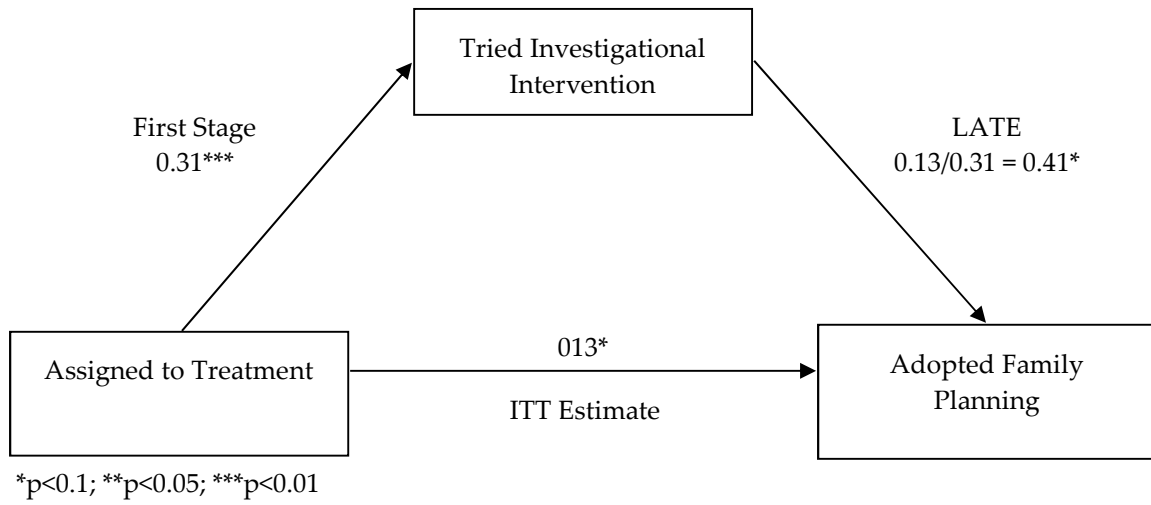 Tried Investigational
Intervention
First Stage
0.31***
LATE
0.13/0.31 = 0.41*
Assigned to Treatment
013*
ITT Estimate
Adopted Family
Planning
*p<0.1; **p<0.05; ***p<0.01